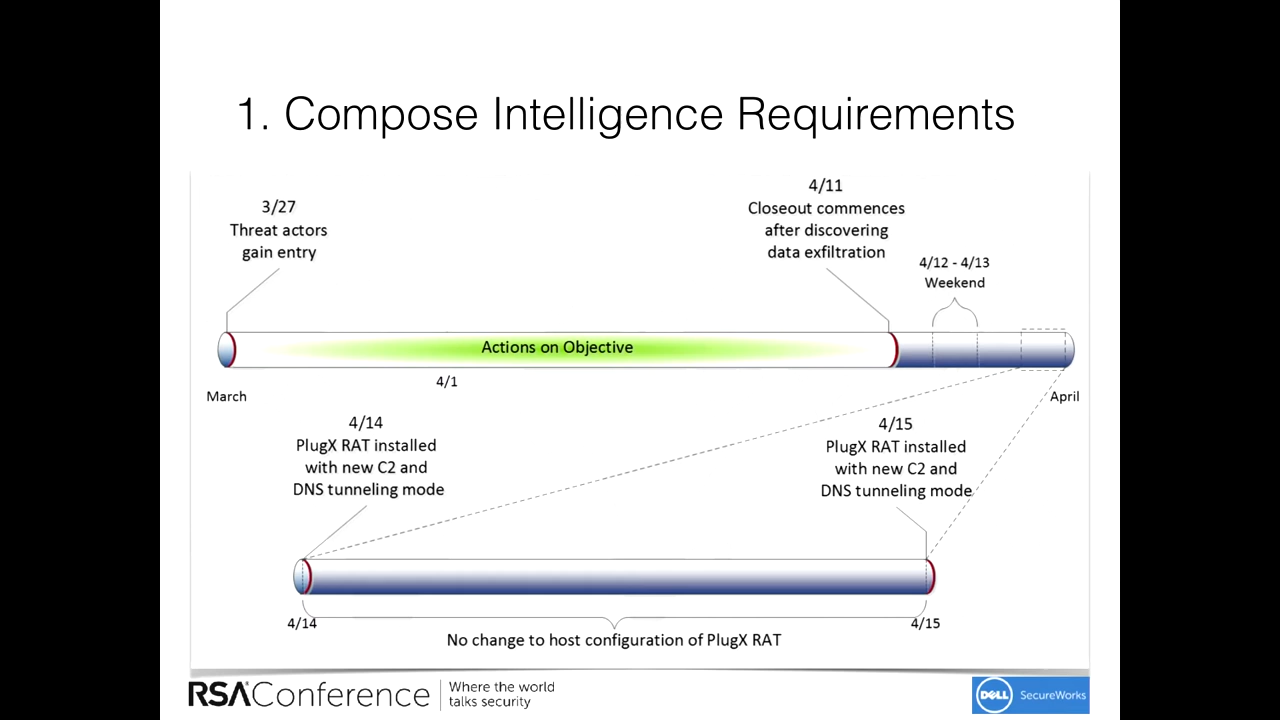 1. Compose Intelligence Requirements
3/27
Threat actors
gain entry
4/11
Closeout commences
after discovering
data exfiltration
4/12 - 4/13
Weekend
Actions on Objective
4/1
March
April
4/14
PlugX RAT installed
with new C2 and
DNS tunneling mode
4/15
PlugX RAT installed
with new C2 and
DNS tunneling mode
4/14
4/15
No change to host configuration of PlugX RAT
RSAConference
Where the world
talks security
DELL
SecureWorks